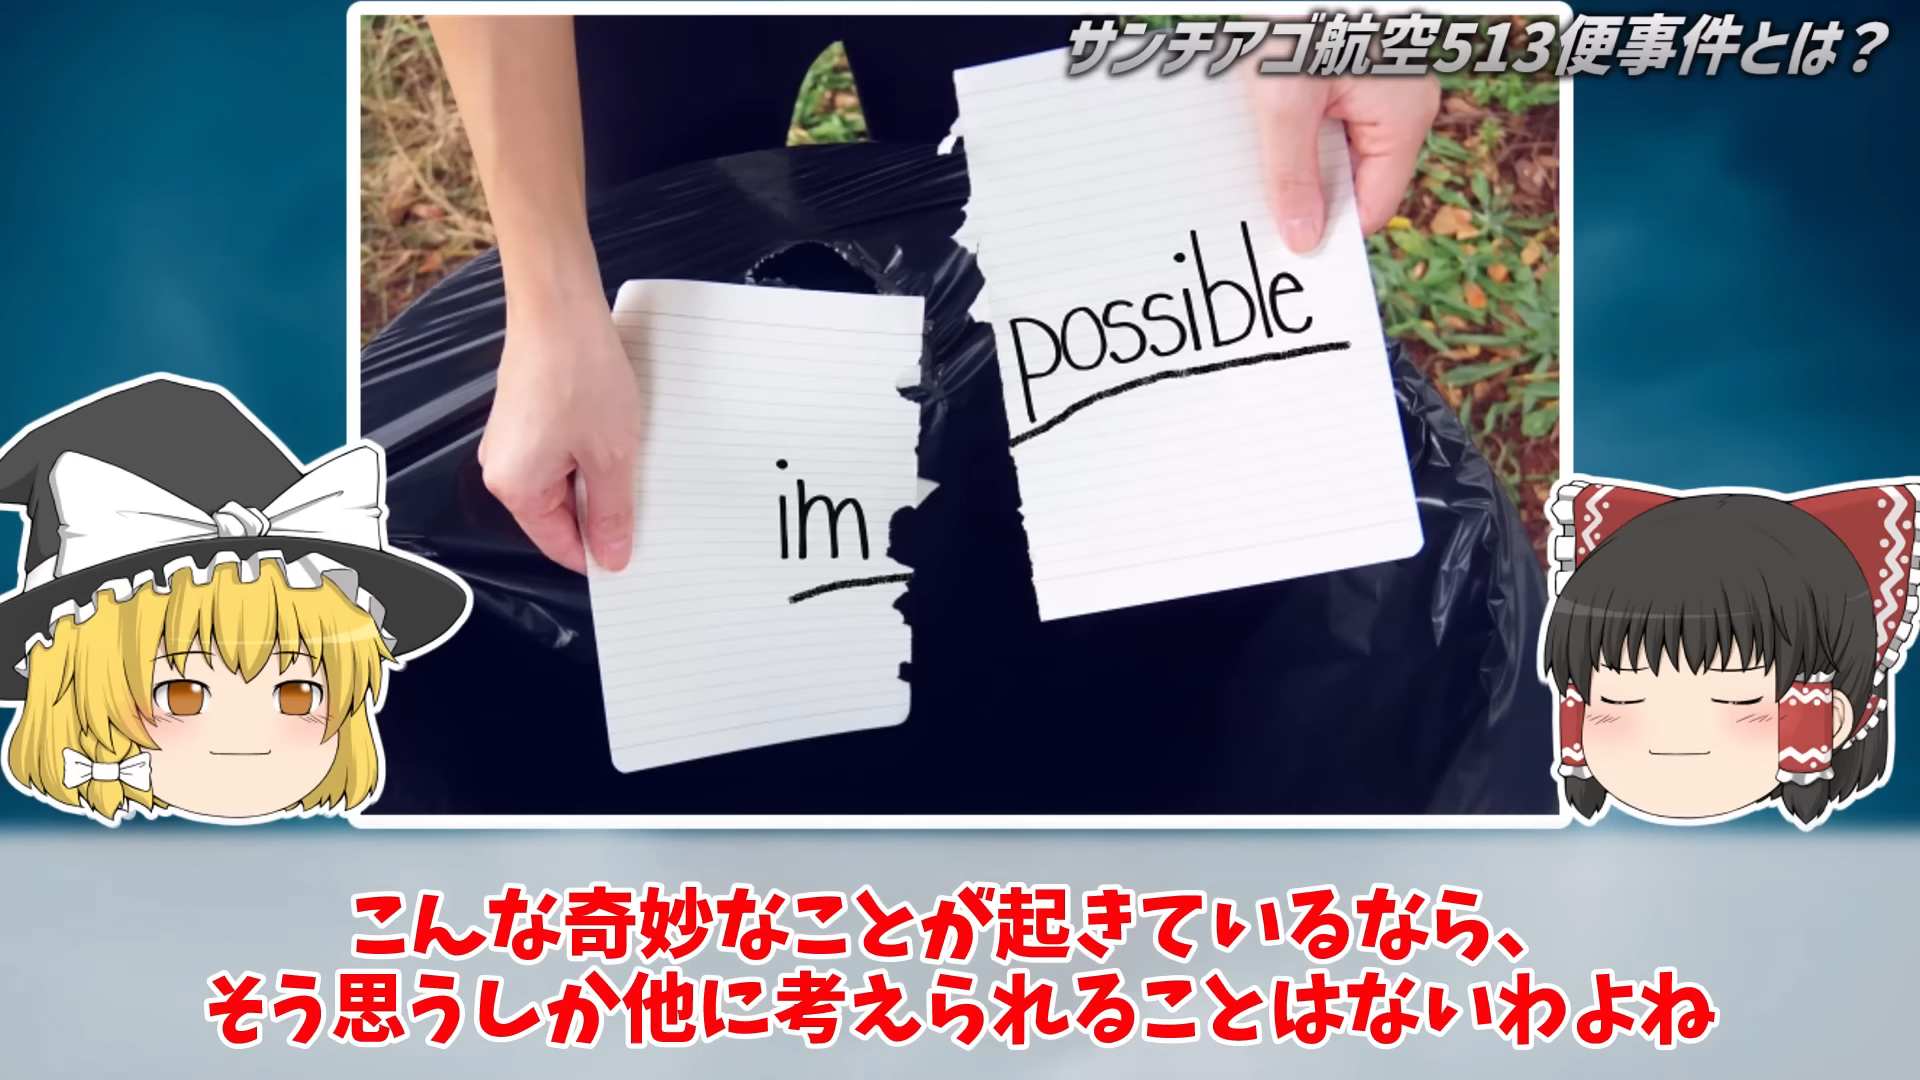 サンチアゴ航空513便事件とは？
possible
im
こんな奇妙なことが起きているなら、
そう思うしか他に考えられることはないわよね